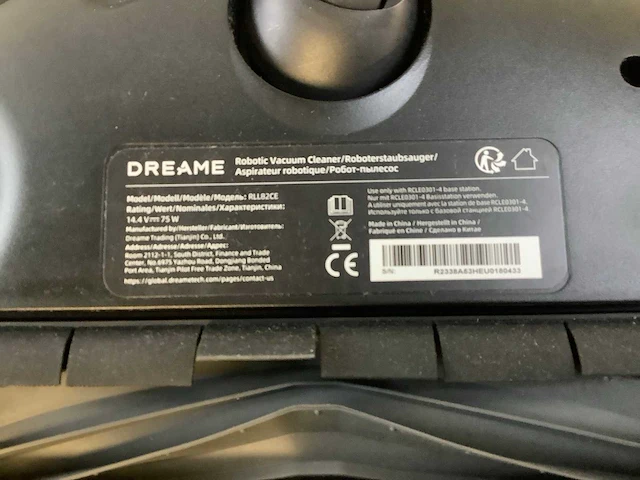 DREAME
Robotic Vacuum Cleaner/Roboterstaubsauger/
Aspirateur robotique/Робот-пылесос
Model/Modell/Modèle/Модель: RLL82CE
Rating/Wert/Nominales/Характеристики:
14.4 V⎓ 75 W
Manufactured by/Hersteller/Fabricant/Изготовитель:
Dreame Trading (Tianjin) Co., Ltd.
Address/Adresse/Adresse/Адрес:
Room 2112-1-1, South District, Finance and Trade
Center, No.6975 Yazhou Road, Dongjiang Bonded
Port Area, Tianjin Pilot Free Trade Zone, Tianjin, China
https://global.dreametech.com/pages/contact-us
Use only with RCLE0301-4 base station.
Nur mit RCLE0301-4 Basisstation verwenden.
À utiliser uniquement avec la station de base RCLE0301-4.
Используйте только с базовой станцией RCLE0301-4.
Made in China / Hergestellt in China /
Fabriqué en China / Сделано в Китае
CE
S/N:
R2338A83HEU0160433